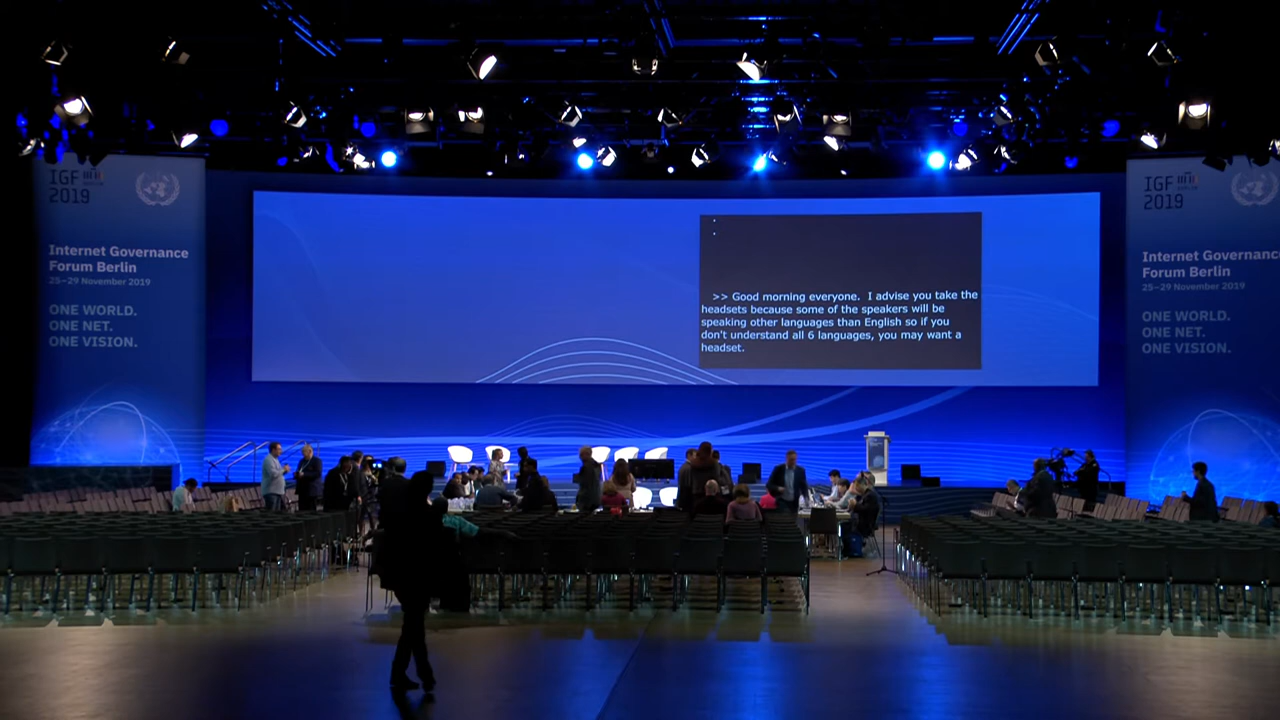 IGF
2019
Internet Governance
Forum Berlin
25–29 November 2019
ONE WORLD.
ONE NET.
ONE VISION.
>> Good morning everyone.  I advise you take the
headsets because some of the speakers will be
speaking other languages than English so if you
don't understand all 6 languages, you may want a
headset.
IGF
2019
Internet Governance
Forum Berlin
25–29 November 2019
ONE WORLD.
ONE NET.
ONE VISION.